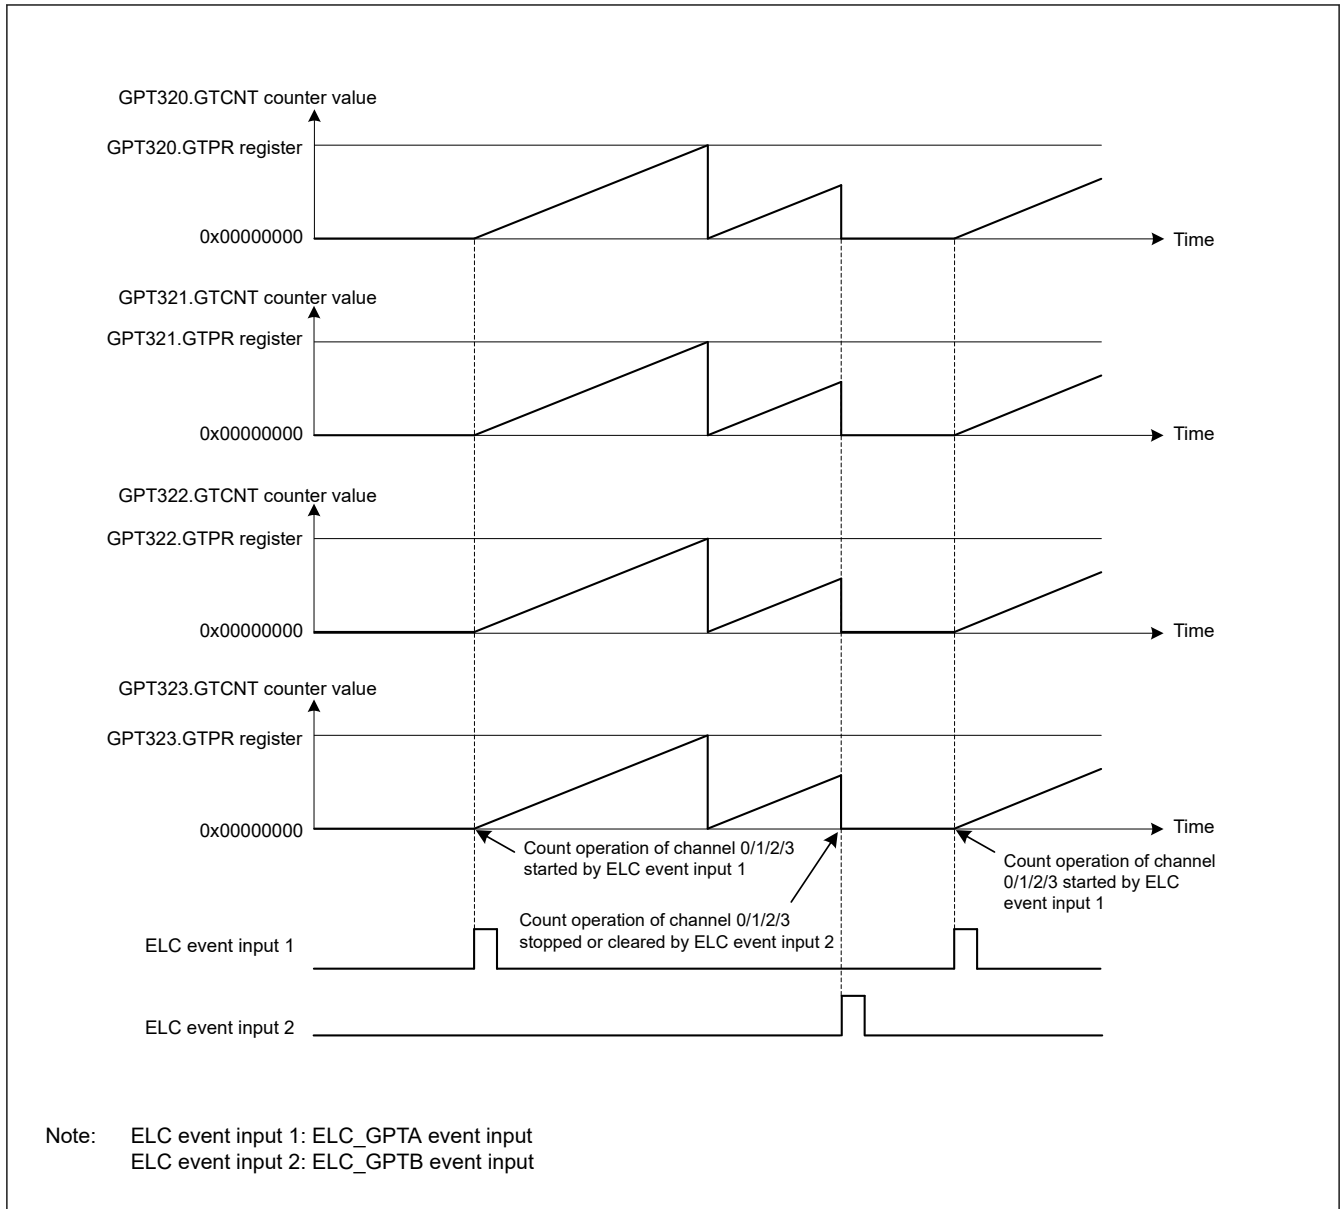 GPT320.GTCNT counter value
GPT320.GTPR register
0x00000000
Time
GPT321.GTCNT counter value
GPT321.GTPR register
0x00000000
Time
GPT322.GTCNT counter value
GPT322.GTPR register
0x00000000
Time
GPT323.GTCNT counter value
GPT323.GTPR register
0x00000000
Time
Count operation of channel 0/1/2/3
started by ELC event input 1
Count operation of channel
0/1/2/3 started by ELC
event input 1
Count operation of channel 0/1/2/3
stopped or cleared by ELC event input 2
ELC event input 1
ELC event input 2
Note: ELC event input 1: ELC_GPTA event input
ELC event input 2: ELC_GPTB event input